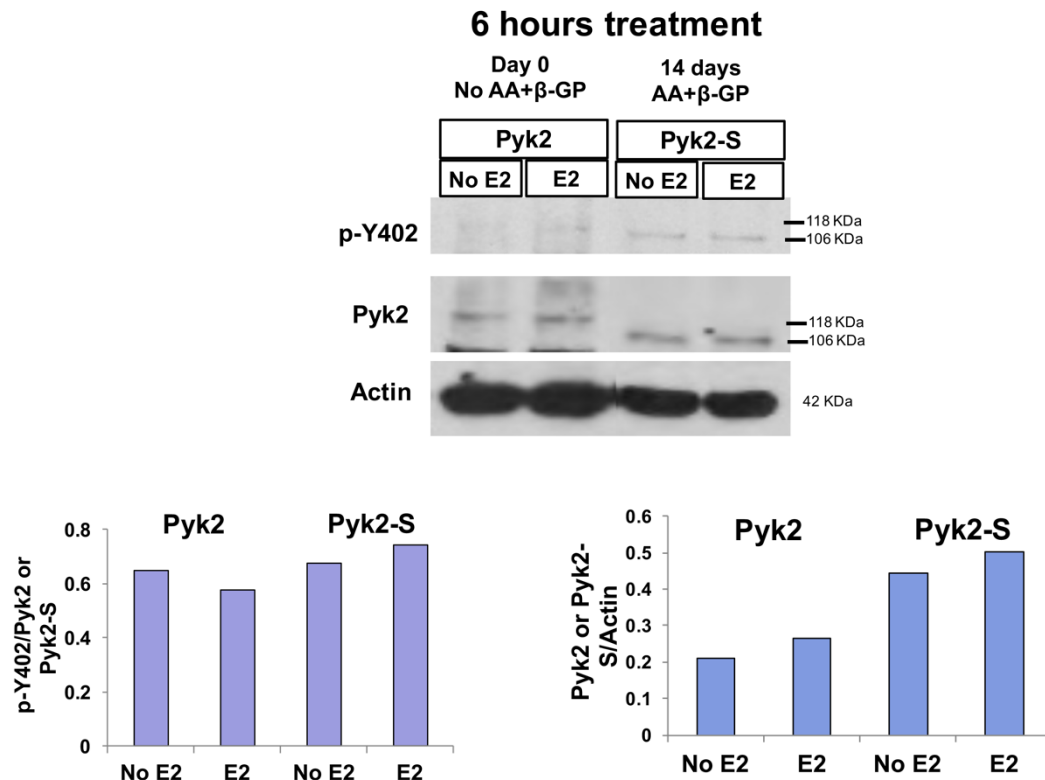 6 hours treatment
Day 0
No AA+β-GP
14 days
AA+β-GP
Pyk2
Pyk2-S
No E2
E2
No E2
E2
p-Y402
118 KDa
106 KDa
Pyk2
118 KDa
106 KDa
Actin
42 KDa
p-Y402/Pyk2 or
Pyk2-S
0.8
0.6
0.4
0.2
0
Pyk2
Pyk2-S
No E2
E2
No E2
E2
Pyk2 or Pyk2-
S/Actin
0.6
0.5
0.4
0.3
0.2
0.1
0
Pyk2
Pyk2-S
No E2
E2
No E2
E2